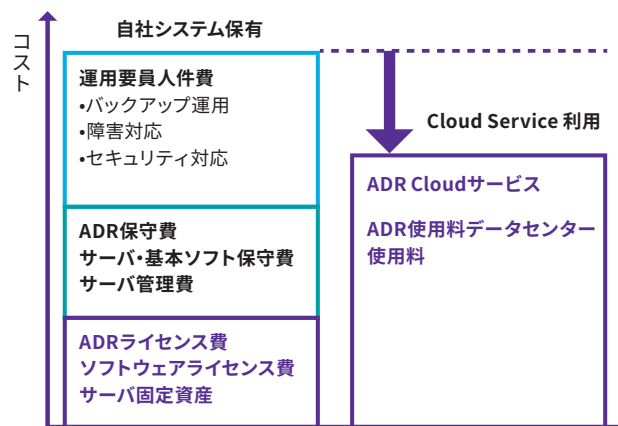 コスト
自社システム保有
運用要員人件費
•バックアップ運用
•障害対応
•セキュリティ対応
ADR保守費
サーバ・基本ソフト保守費
サーバ管理費
ADRライセンス費
ソフトウェアライセンス費
サーバ固定資産
Cloud Service 利用
ADR Cloudサービス
ADR使用料データセンター
使用料